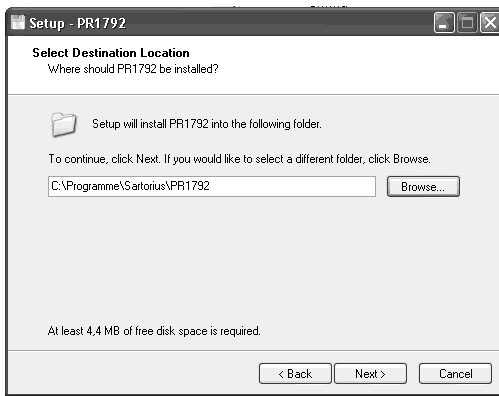 Setup - PR1792
Select Destination Location
Where should PR1792 be installed?
Setup will install PR1792 into the following folder.
To continue, click Next. If you would like to select a different folder, click Browse.
C:\Programme\Sartorius\PR1792
Browse...
At least 4,4 MB of free disk space is required.
< Back
Next >
Cancel